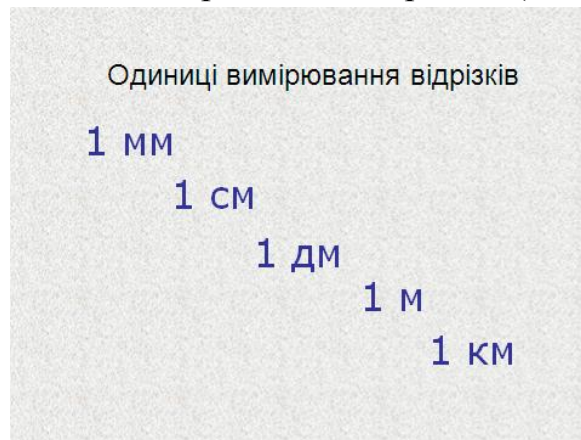 Одиниці вимірювання відрізків
1 мм
1 см
1 дм
1 м
1 км